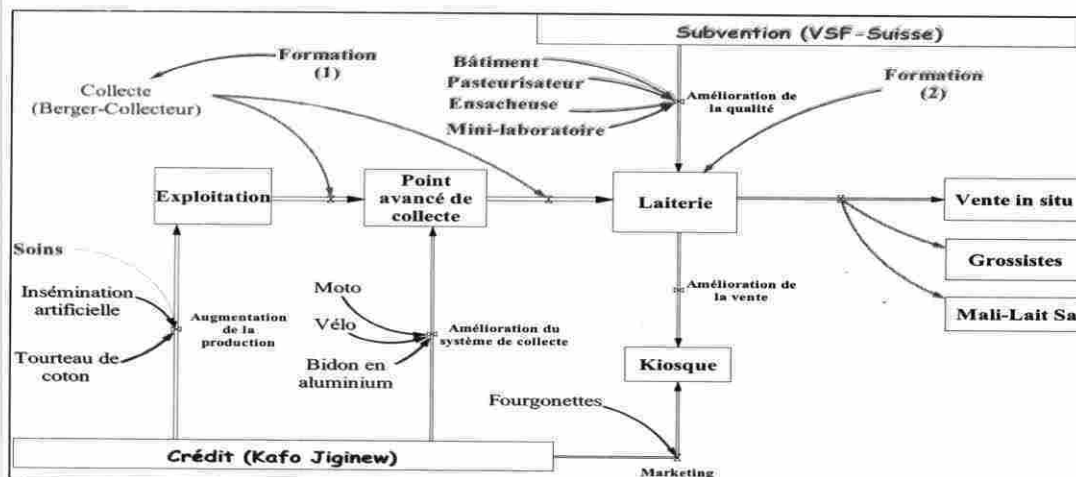 Subvention (VSF-Suisse)
Formation
(1)
Collecte
(Berger-Collecteur)
Bâtiment
Pasteurisateur
Ensacheuse
Mini-laboratoire
Amélioration de
la qualité
Formation
(2)
Exploitation
Point
avancé de
collecte
Laiterie
Vente in situ
Grossistes
Mali-Lait Sa
Soins
Insémination
artificielle
Tourteau de
coton
Augmentation
de la
production
Moto
Vélo
Bidon en
aluminium
Amélioration du
système de collecte
Amélioration de
la vente
Kiosque
Fourgonettes
Marketing
Crédit (Kafo Jiginew)